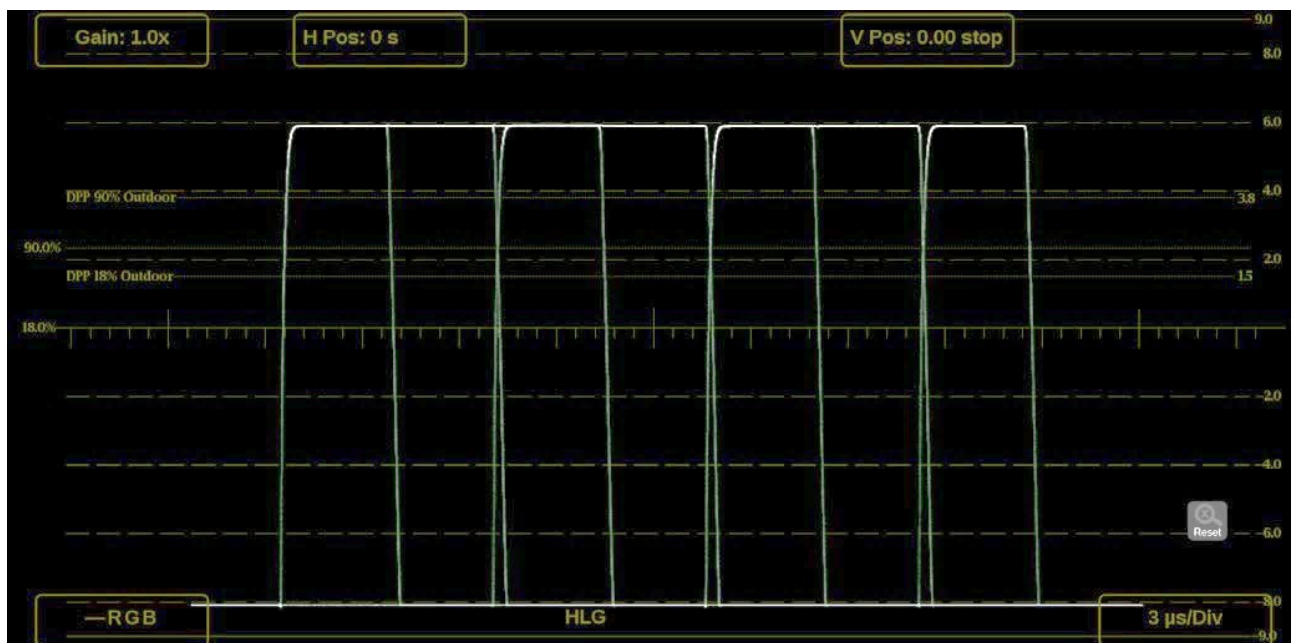 9.0
Gain: 1.0x H Pos: 0 s V Pos: 0.00 stop
8.0
6.0
4.0
DPP 90% Outdoor 3.8
90.0%
2.0
DPP 18% Outdoor 1.5
18.0%
-2.0
-4.0
Reset
-6.0
-8.0
—RGB HLG 3 µs/Div
-9.0